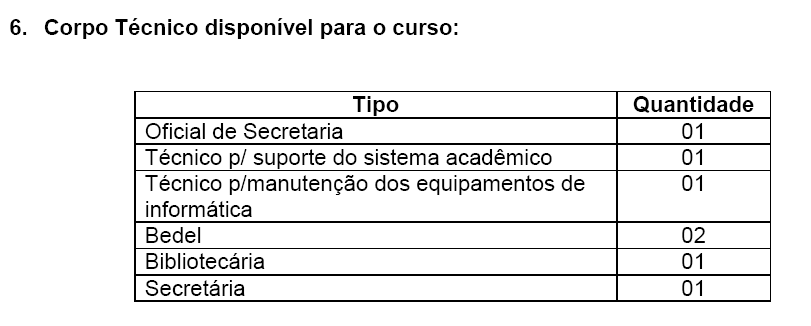 6. Corpo Técnico disponível para o curso:
Tipo Quantidade
Oficial de Secretaria 01
Técnico p/ suporte do sistema acadêmico 01
Técnico p/manutenção dos equipamentos de 01
informática
Bedel 02
Bibliotecária 01
Secretária 01